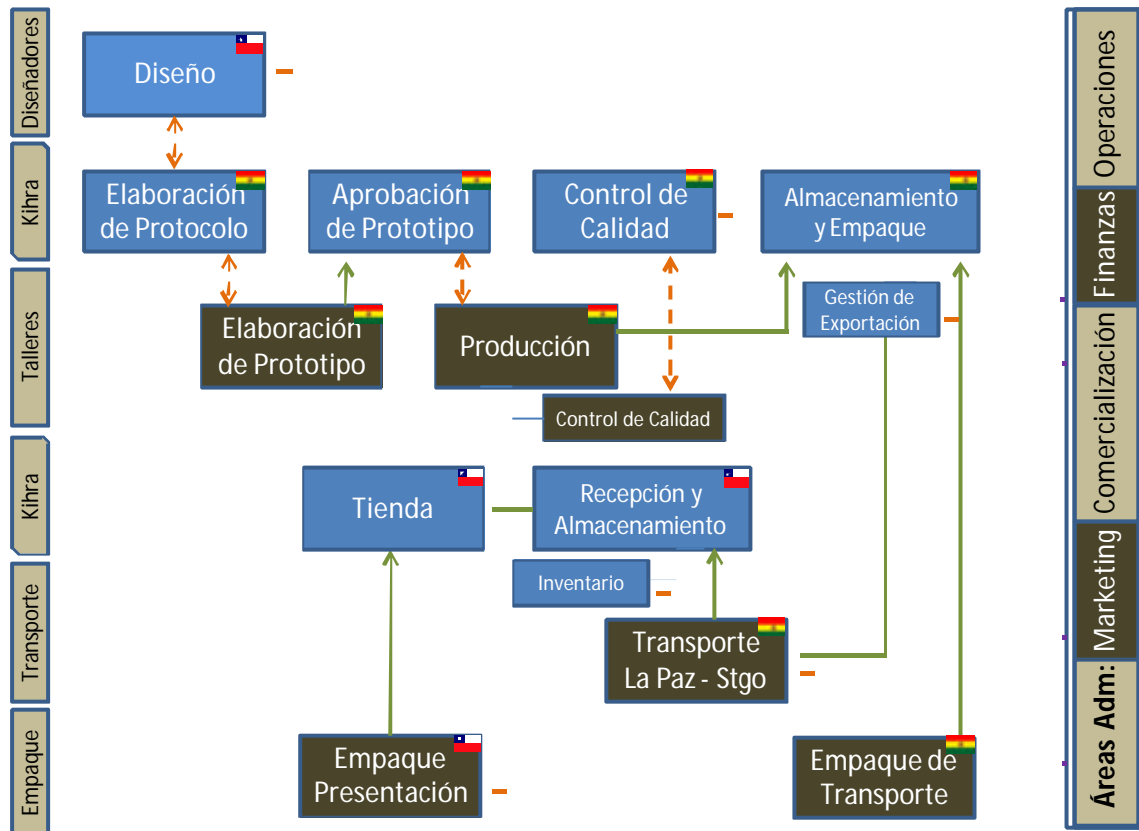 Diseñadores
Kihra
Talleres
Kihra
Transporte
Empaque
Diseño
Elaboración
de Protocolo
Aprobación
de Prototipo
Control de
Calidad
Almacenamiento
y Empaque
Elaboración
de Prototipo
Producción
Gestión de
Exportación
Control de Calidad
Tienda
Recepción y
Almacenamiento
Inventario
Transporte
La Paz - Stgo
Empaque
Presentación
Empaque de
Transporte
Áreas Adm:
Marketing
Comercialización
Finanzas
Operaciones